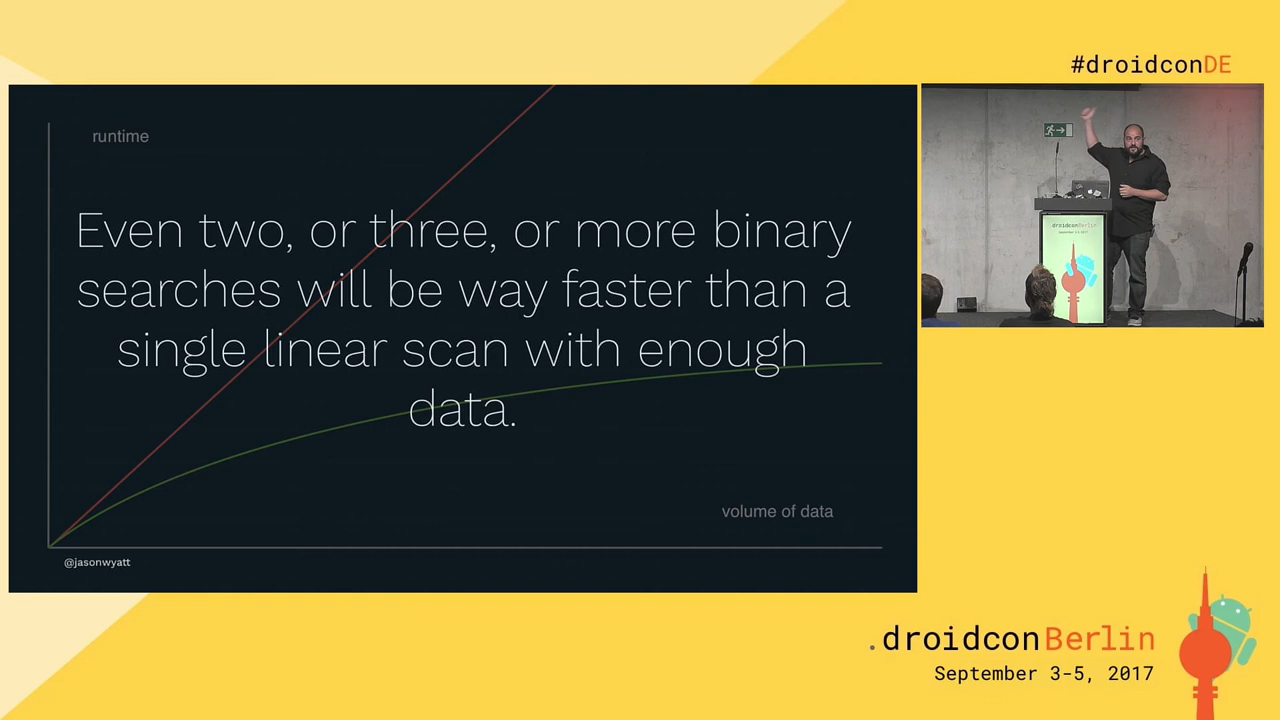 #droidconDE
runtime
Even two, or three, or more binary
searches will be way faster than a
single linear scan with enough
data.
volume of data
@jasonwyatt
droidconBerlin
.droidconBerlin
September 3-5, 2017